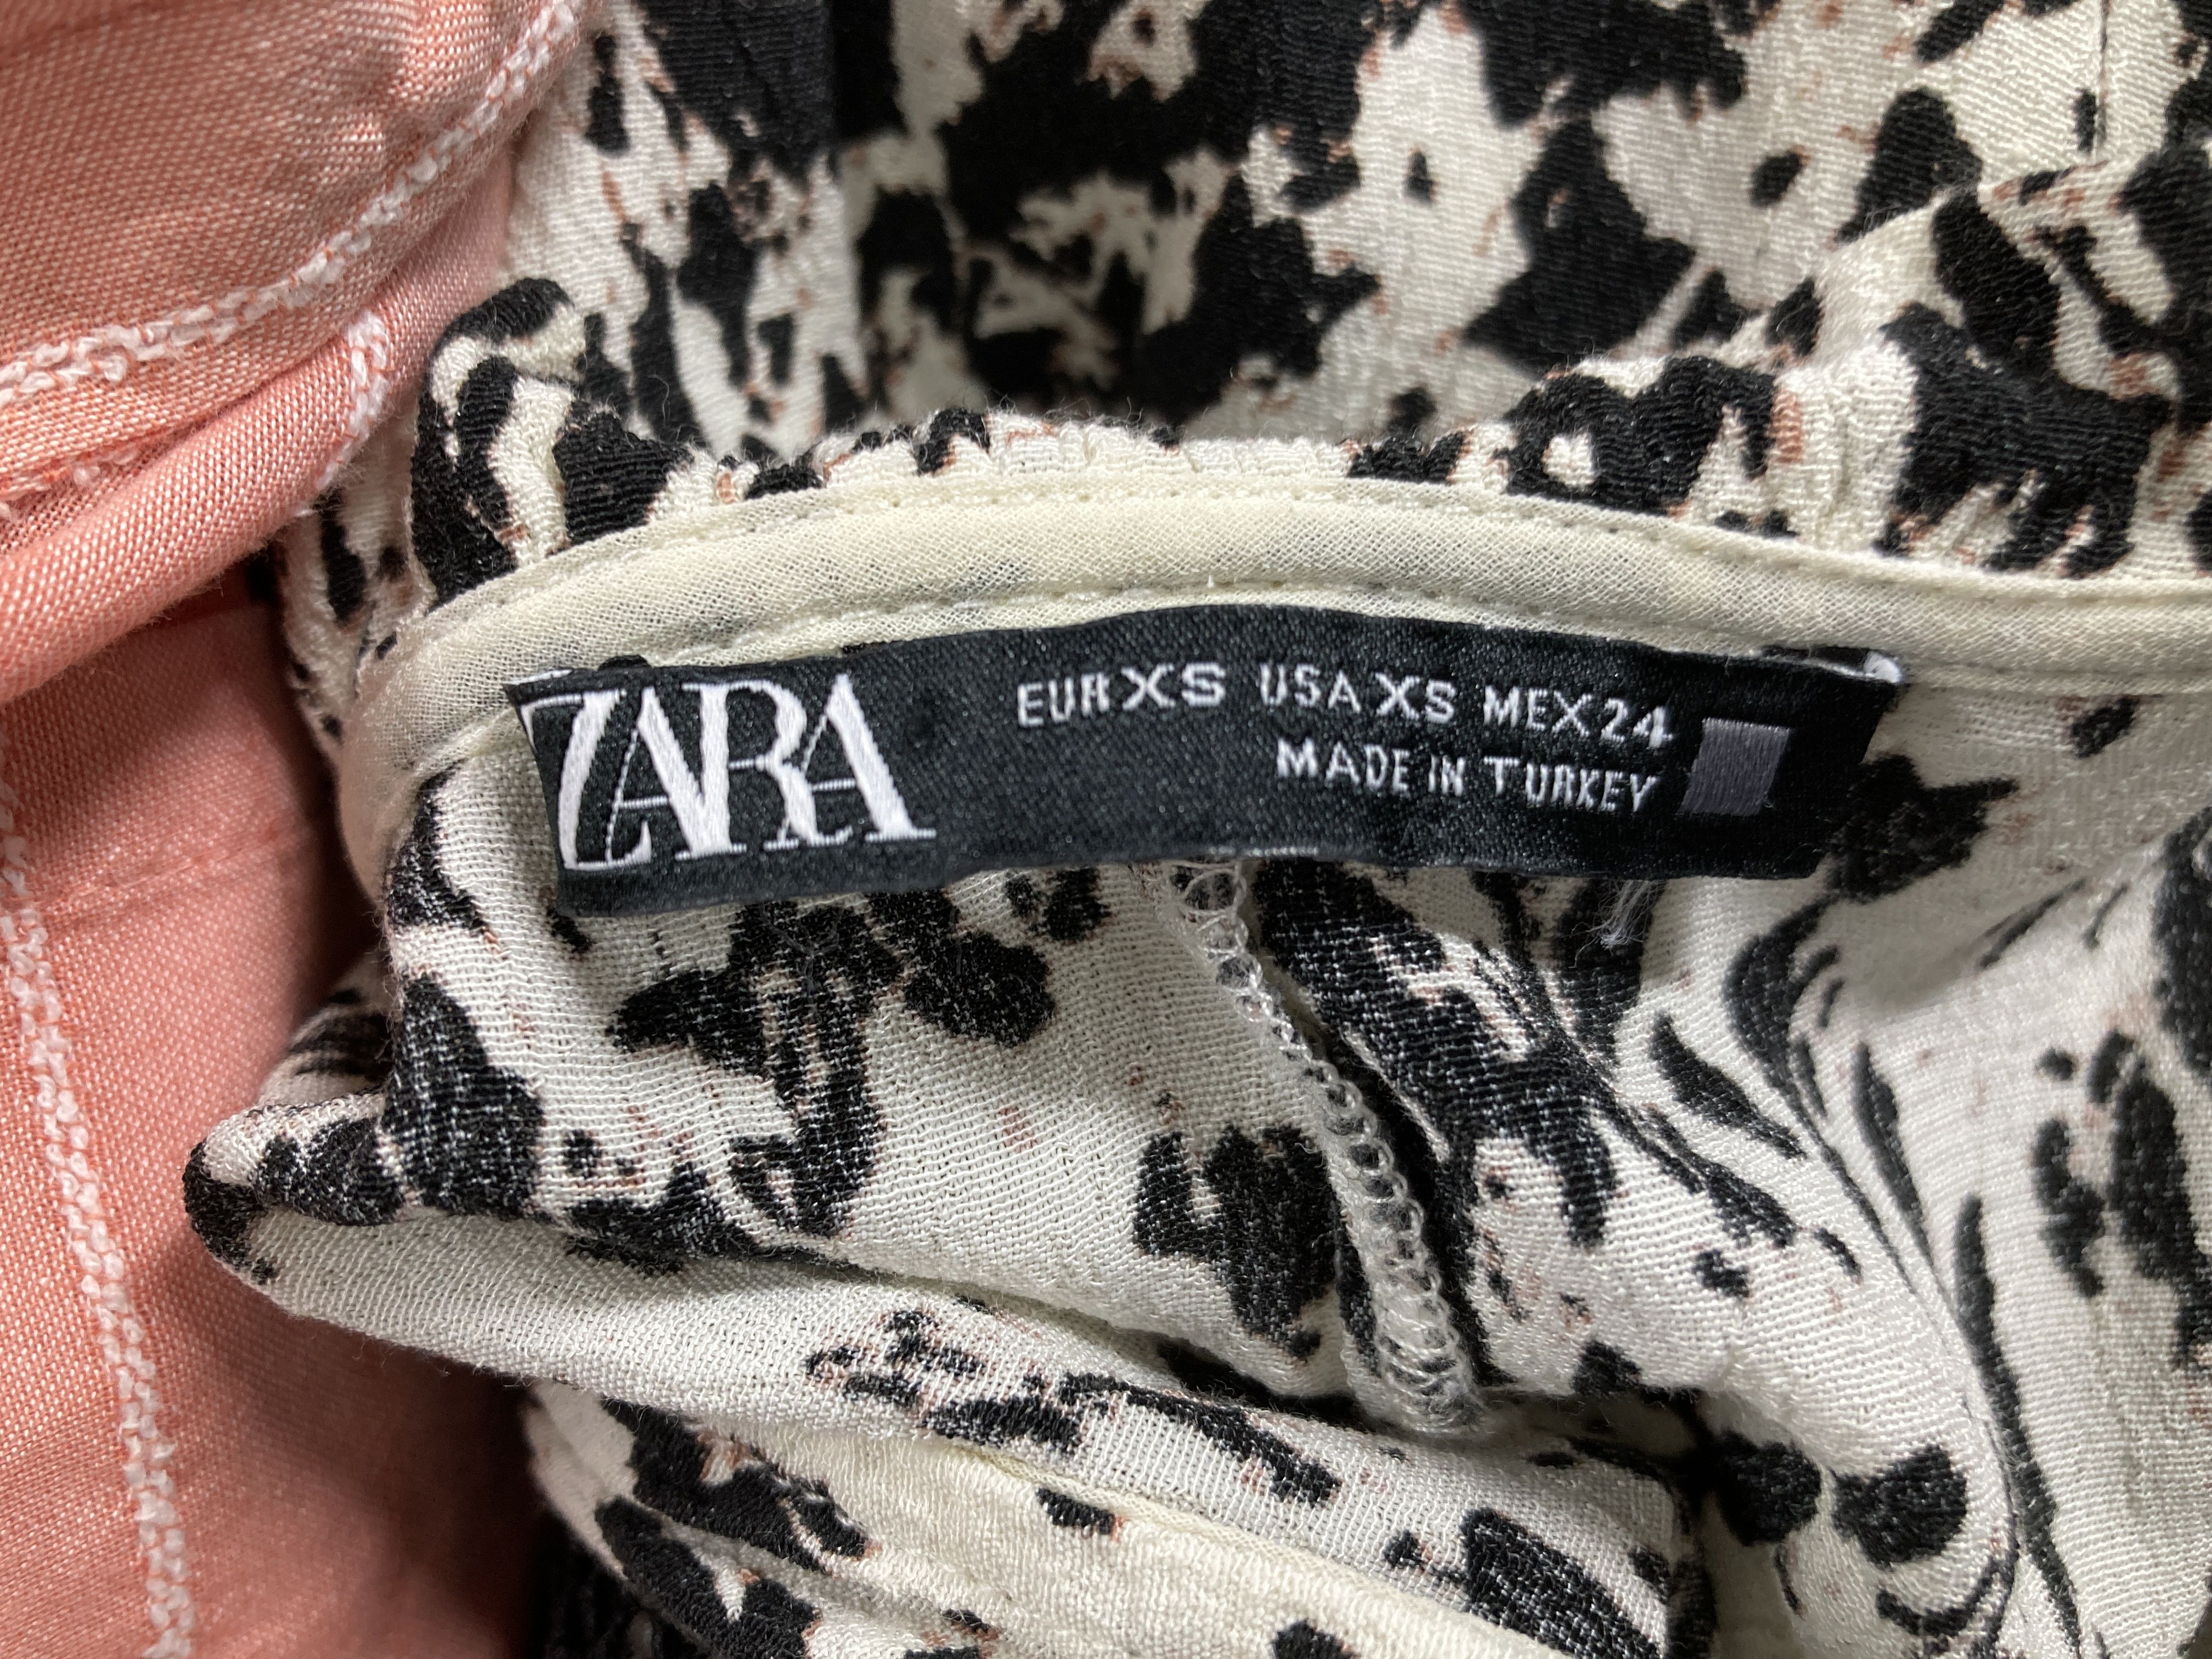 ZARA
EUR XS USA XS MEX 24
MADE IN TURKEY